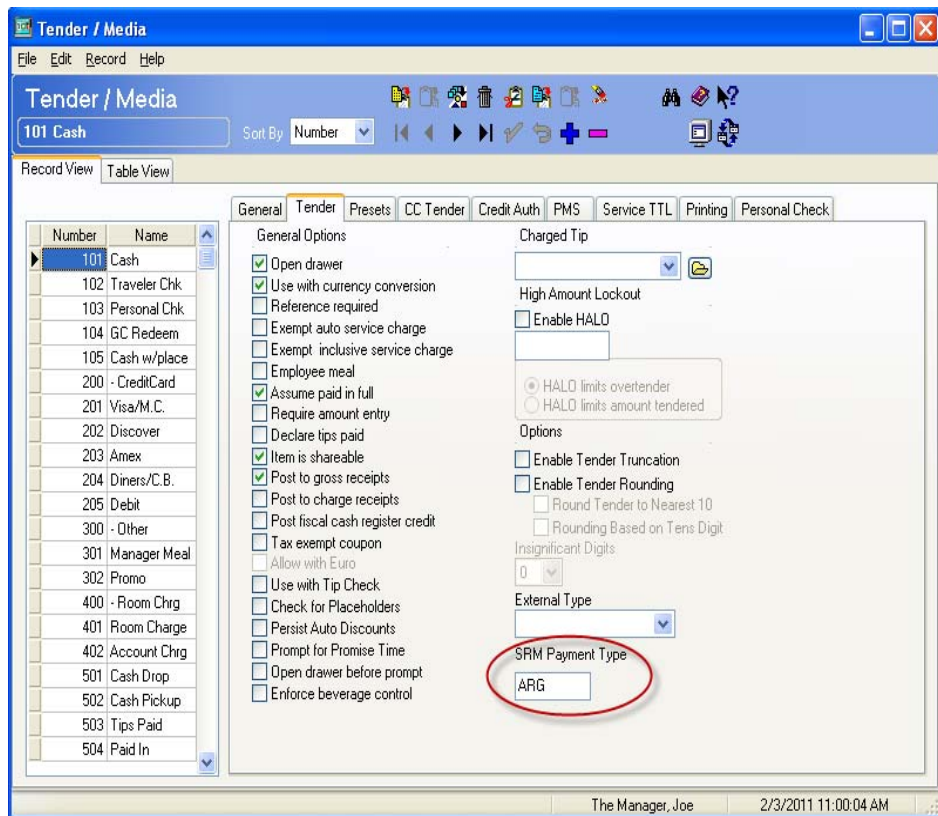 Tender / Media
File Edit Record Help
Tender / Media
101 Cash
Sort By Number
Record View Table View
General Tender Presets CC Tender Credit Auth PMS Service TTL Printing Personal Check
Number Name
101 Cash
102 Traveler Chk
103 Personal Chk
104 GC Redeem
105 Cash w/place
200 - CreditCard
201 Visa/M.C.
202 Discover
203 Amex
204 Diners/C.B.
205 Debit
300 - Other
301 Manager Meal
302 Promo
400 - Room Chrg
401 Room Charge
402 Account Chrg
501 Cash Drop
502 Cash Pickup
503 Tips Paid
504 Paid In
General Options
Open drawer
Use with currency conversion
Reference required
Exempt auto service charge
Exempt inclusive service charge
Employee meal
Assume paid in full
Require amount entry
Declare tips paid
Item is shareable
Post to gross receipts
Post to charge receipts
Post fiscal cash register credit
Tax exempt coupon
Allow with Euro
Use with Tip Check
Check for Placeholders
Persist Auto Discounts
Prompt for Promise Time
Open drawer before prompt
Enforce beverage control
Charged Tip
High Amount Lockout
Enable HALO
HALO limits overtender
HALO limits amount tendered
Options
Enable Tender Truncation
Enable Tender Rounding
Round Tender to Nearest 10
Rounding Based on Tens Digit
Insignificant Digits
0
External Type
SRM Payment Type
ARG
The Manager, Joe 2/3/2011 11:00:04 AM